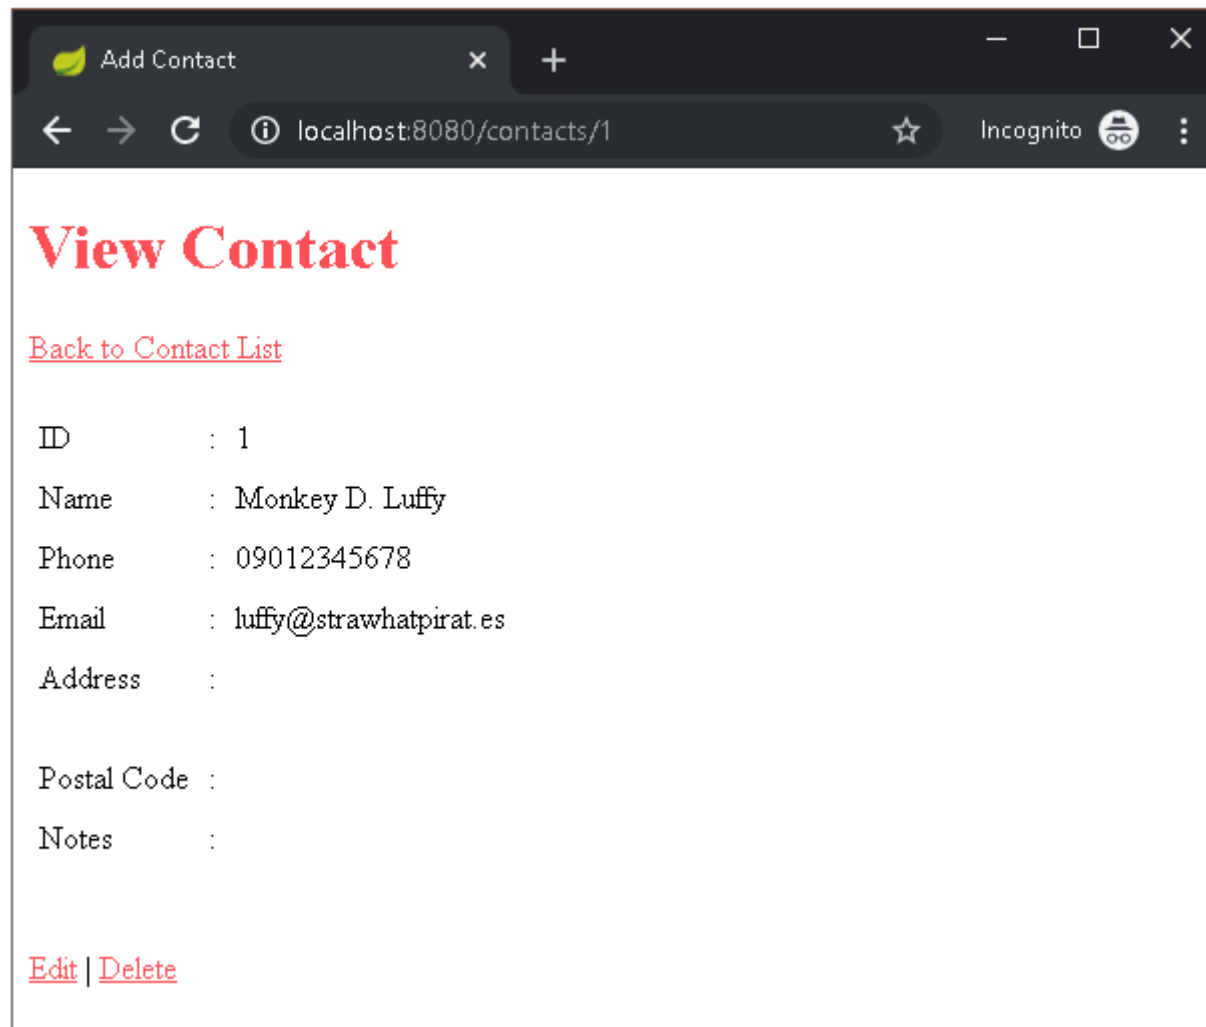 Add Contact
localhost:8080/contacts/1
Incognito
View Contact
Back to Contact List
ID : 1
Name : Monkey D. Luffy
Phone : 09012345678
Email : luffy@strawhatpirat.es
Address :
Postal Code :
Notes :
Edit | Delete